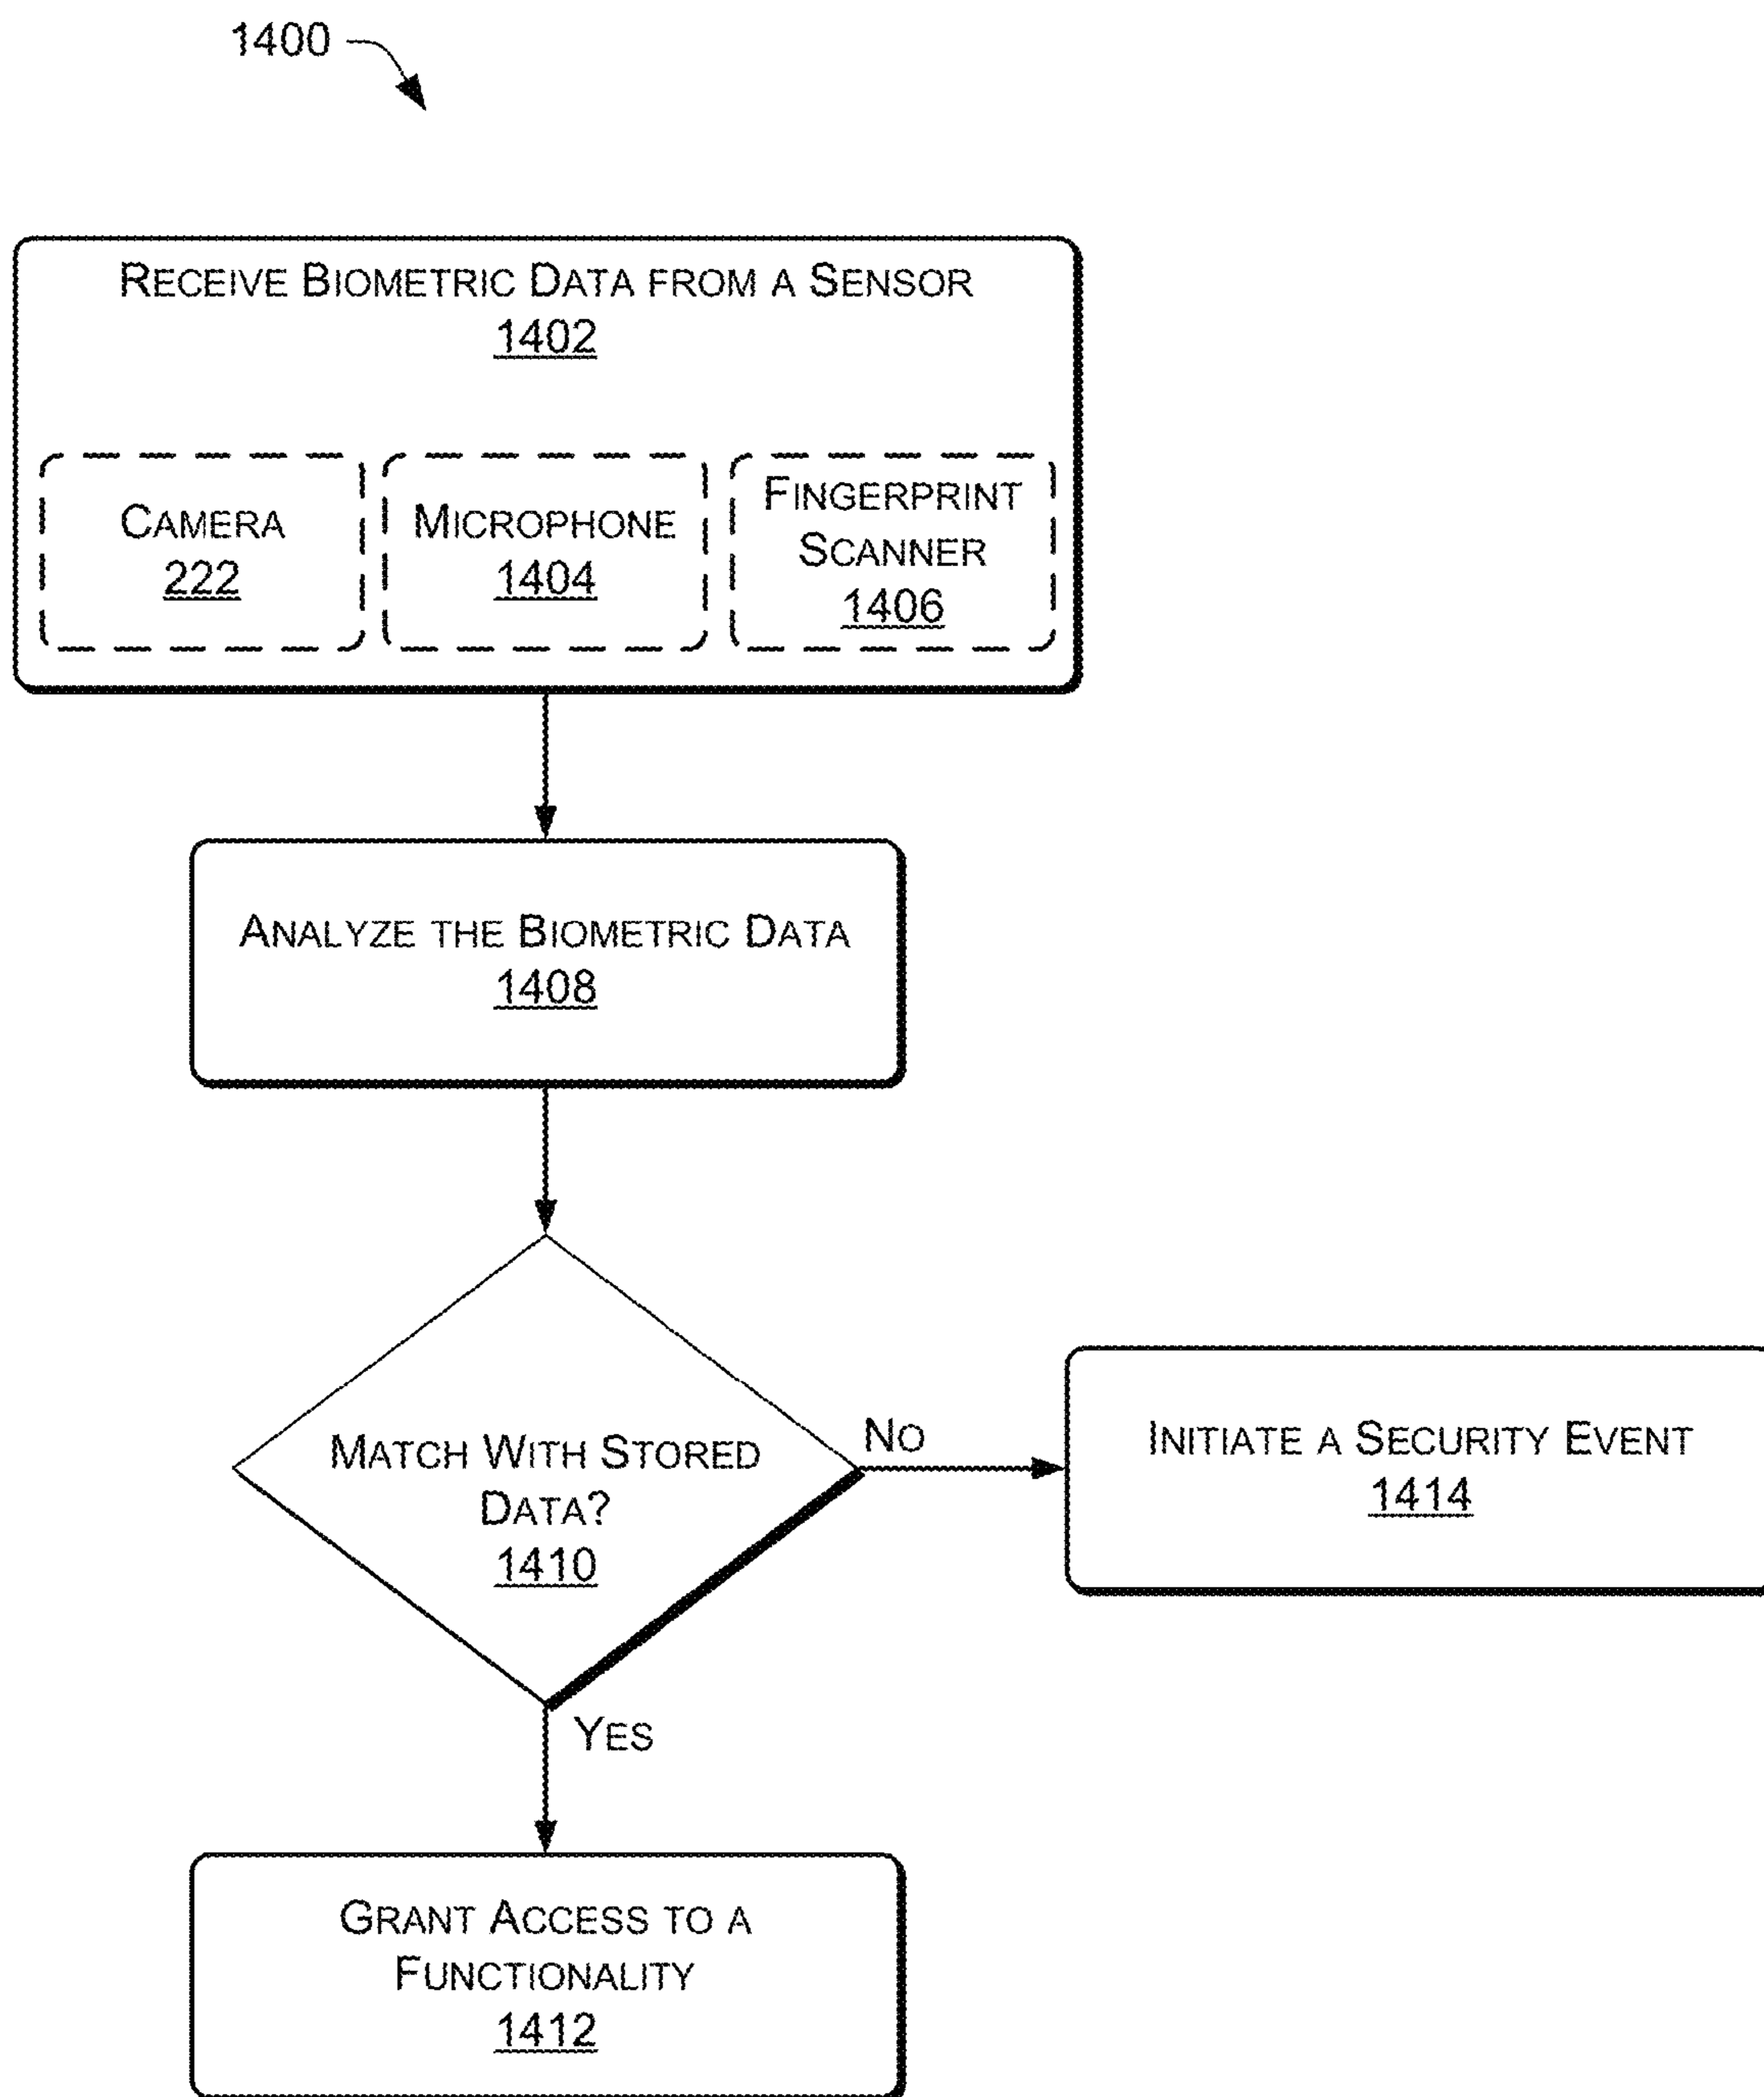 1400
RECEIVE BIOMETRIC DATA FROM A SENSOR
1402
CAMERA
222
MICROPHONE
1404
FINGERPRINT
SCANNER
1406
ANALYZE THE BIOMETRIC DATA
1408
MATCH WITH STORED
DATA?
1410
NO
INITIATE A SECURITY EVENT
1414
YES
GRANT ACCESS TO A
FUNCTIONALITY
1412